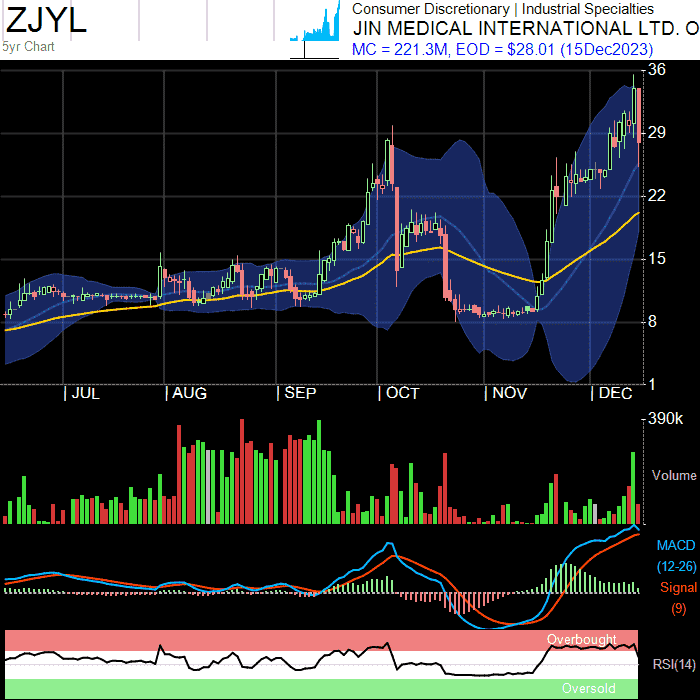 ZJYL
5yr Chart
Consumer Discretionary | Industrial Specialties
JIN MEDICAL INTERNATIONAL LTD. O
MC = 221.3M, EOD = $28.01 (15Dec2023)
36
29
22
15
8
1
| JUL
| AUG
| SEP
| OCT
| NOV
| DEC
390k
Volume
MACD
(12-26)
Signal
(9)
Overbought
RSI(14)
Oversold